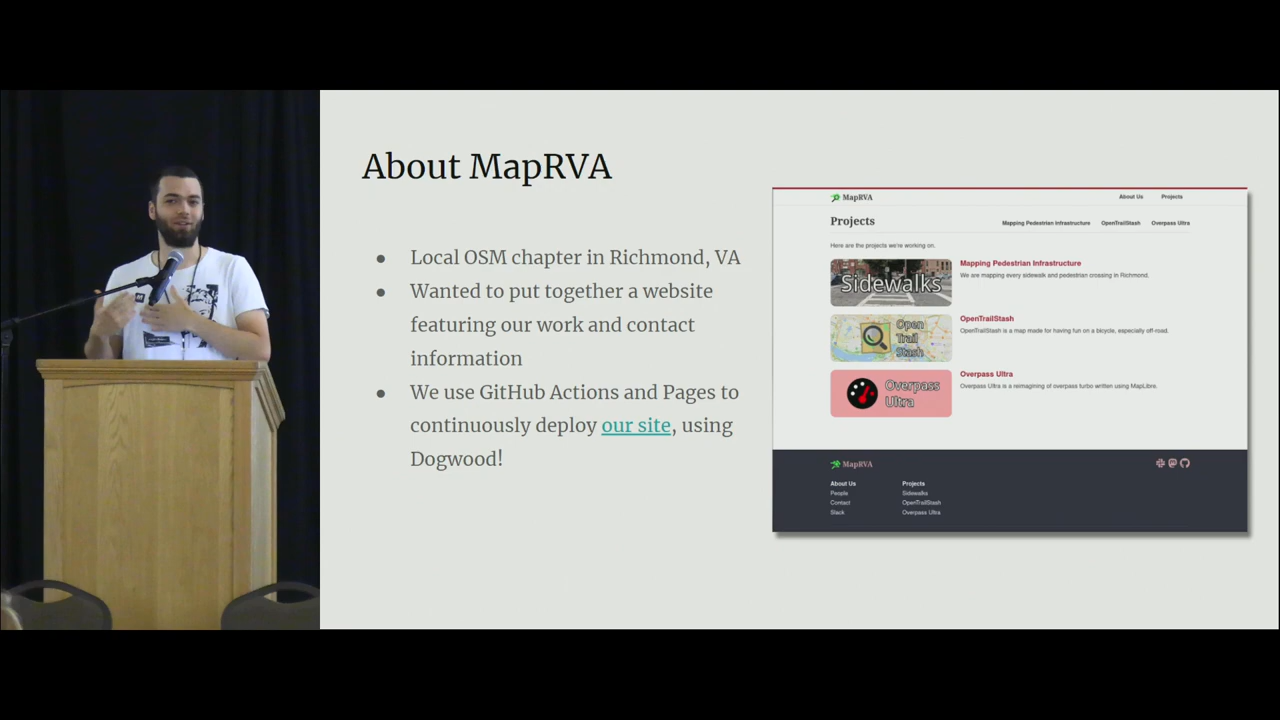 About MapRVA
● Local OSM chapter in Richmond, VA
● Wanted to put together a website
featuring our work and contact
information
● We use GitHub Actions and Pages to
continuously deploy our site, using
Dogwood!
MapRVA
About Us Projects
Projects
Mapping Pedestrian Infrastructure OpenTrailStash Overpass Ultra
Here are the projects we're working on.
Sidewalks
Mapping Pedestrian Infrastructure
We are mapping every sidewalk and pedestrian crossing in Richmond.
Open
Trail
Stash
OpenTrailStash
OpenTrailStash is a map made for having fun on a bicycle, especially off-road.
Overpass
Ultra
Overpass Ultra
Overpass Ultra is a reimagining of overpass turbo written using MapLibre.
MapRVA
About Us Projects
People Sidewalks
Contact OpenTrailStash
Slack Overpass Ultra